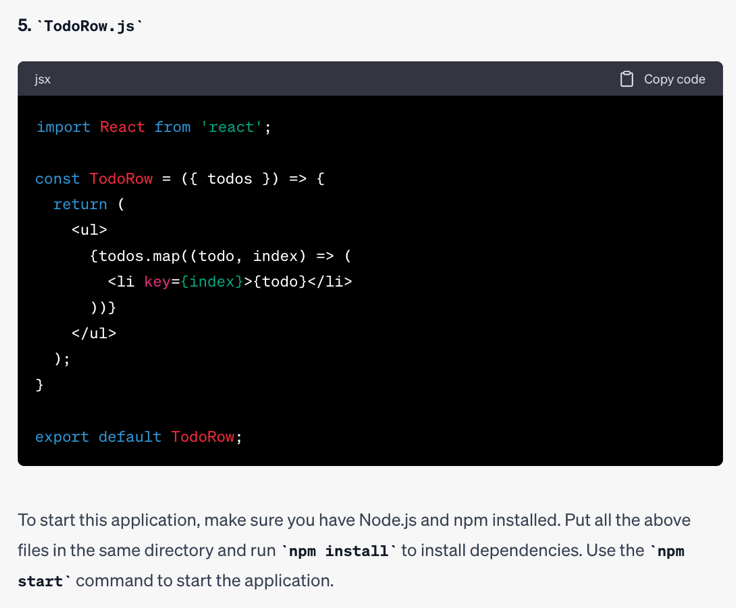 5. `TodoRow.js`
jsx
Copy code
import React from 'react';
const TodoRow = ({ todos }) => {
  return (
    <ul>
      {todos.map((todo, index) => (
        <li key={index}>{todo}</li>
      ))}
    </ul>
  );
}
export default TodoRow;
To start this application, make sure you have Node.js and npm installed. Put all the above
files in the same directory and run `npm install` to install dependencies. Use the `npm
start` command to start the application.